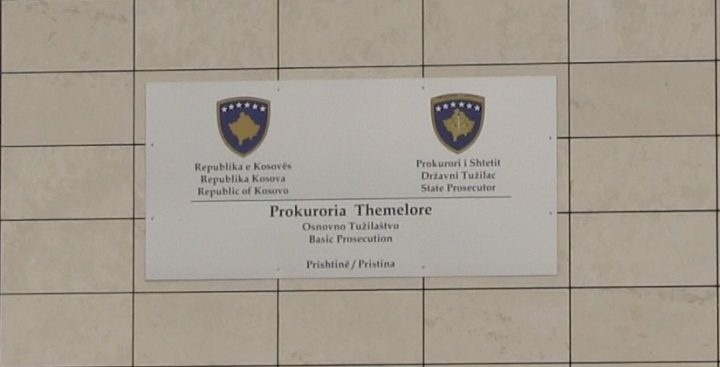 Republika e Kosovës
Republika Kosova
Republic of Kosovo
Prokurori i Shtetit
Državni Tužilac
State Prosecutor
Prokuroria Themelore
Osnovno Tužilaštvo
Basic Prosecution
Prishtinë / Pristina